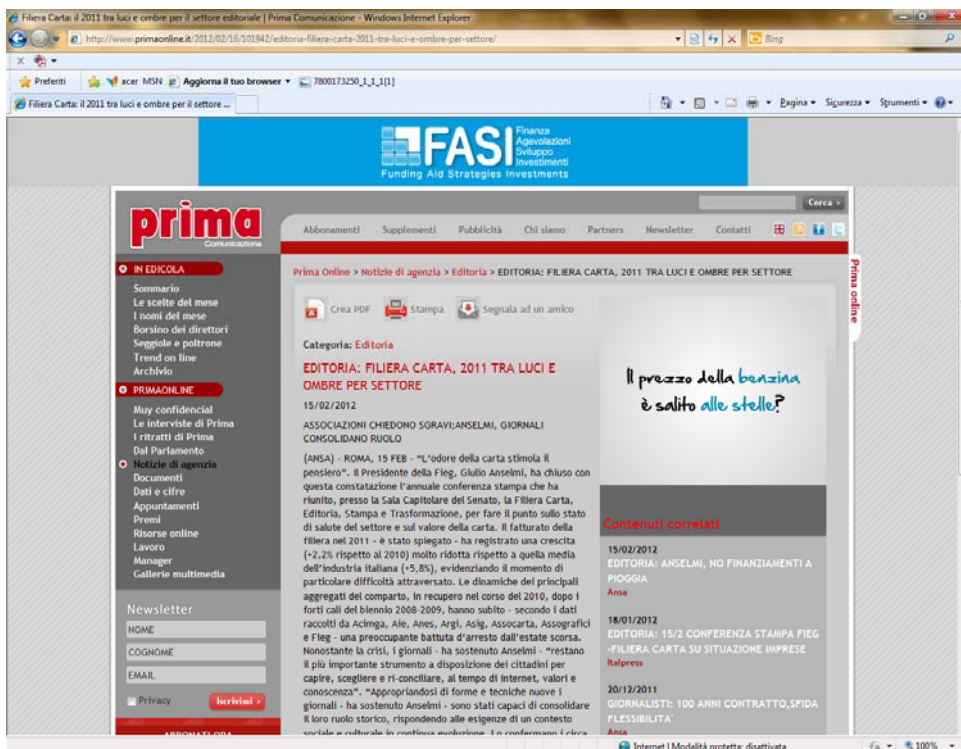 Filiera Carta: il 2011 tra luci e ombre per il settore editoriale | Prima Comunicazione - Windows Internet Explorer
http://www.primaonline.it/2012/02/16/101942/editoria-filiera-carta-2011-tra-luci-e-ombre-per-settore/
Bing
x
Preferiti acer MSN Aggiorna il tuo browser 7800173250_1_1_1[1]
Filiera Carta: il 2011 tra luci e ombre per il settore ...
Pagina Sicurezza Strumenti
FASI
Finanza
Agevolazioni
Sviluppo
Investimenti
Funding Aid Strategies Investments
prima
Comunicazione
Cerca >
Abbonamenti Supplementi Pubblicità Chi siamo Partners Newsletter Contatti
Prima online
IN EDICOLA
Sommario
Le scelte del mese
I nomi del mese
Borsino dei direttori
Seggiole e poltrone
Trend on line
Archivio
PRIMAONLINE
Muy confidencial
Le interviste di Prima
I ritratti di Prima
Dal Parlamento
Notizie di agenzia
Documenti
Dati e cifre
Appuntamenti
Premi
Risorse online
Lavoro
Manager
Gallerie multimedia
Newsletter
NOME
COGNOME
EMAIL
Privacy Iscrivimi >
ABBONATI ORA
Prima Online > Notizie di agenzia > Editoria > EDITORIA: FILIERA CARTA, 2011 TRA LUCI E OMBRE PER SETTORE
Crea PDF Stampa Segnala ad un amico
Categoria: Editoria
EDITORIA: FILIERA CARTA, 2011 TRA LUCI E
OMBRE PER SETTORE
15/02/2012
ASSOCIAZIONI CHIEDONO SGRAVI;ANSELMI, GIORNALI
CONSOLIDANO RUOLO
(ANSA) - ROMA, 15 FEB - "L'odore della carta stimola il
pensiero". Il Presidente della Fieg, Giulio Anselmi, ha chiuso con
questa constatazione l'annuale conferenza stampa che ha
riunito, presso la Sala Capitolare del Senato, la Filiera Carta,
Editoria, Stampa e Trasformazione, per fare il punto sullo stato
di salute del settore e sul valore della carta. Il fatturato della
filiera nel 2011 - è stato spiegato - ha registrato una crescita
(+2,2% rispetto al 2010) molto ridotta rispetto a quella media
dell'industria italiana (+5,8%), evidenziando il momento di
particolare difficoltà attraversato. Le dinamiche dei principali
aggregati del comparto, in recupero nel corso del 2010, dopo i
forti cali del biennio 2008-2009, hanno subito - secondo i dati
raccolti da Acimga, Aie, Anes, Argi, Asig, Assocarta, Assografici
e Fieg - una preoccupante battuta d'arresto dall'estate scorsa.
Nonostante la crisi, i giornali - ha sostenuto Anselmi - "restano
il più importante strumento a disposizione dei cittadini per
capire, scegliere e ri-conciliare, al tempo di internet, valori e
conoscenza". "Appropriandosi di forme e tecniche nuove i
giornali - ha sostenuto Anselmi - sono stati capaci di consolidare
il loro ruolo storico, rispondendo alle esigenze di un contesto
sociale e culturale in continua evoluzione. Lo confermano i circa
Il prezzo della benzina
è salito alle stelle?
Contenuti correlati
15/02/2012
EDITORIA: ANSELMI, NO FINANZIAMENTI A
PIOGGIA
Ansa
18/01/2012
EDITORIA: 15/2 CONFERENZA STAMPA FIEG
-FILIERA CARTA SU SITUAZIONE IMPRESE
Italpress
20/12/2011
GIORNALISTI: 100 ANNI CONTRATTO,SFIDA
FLESSIBILITA`
Ansa
Internet | Modalità protetta: disattivata 100%